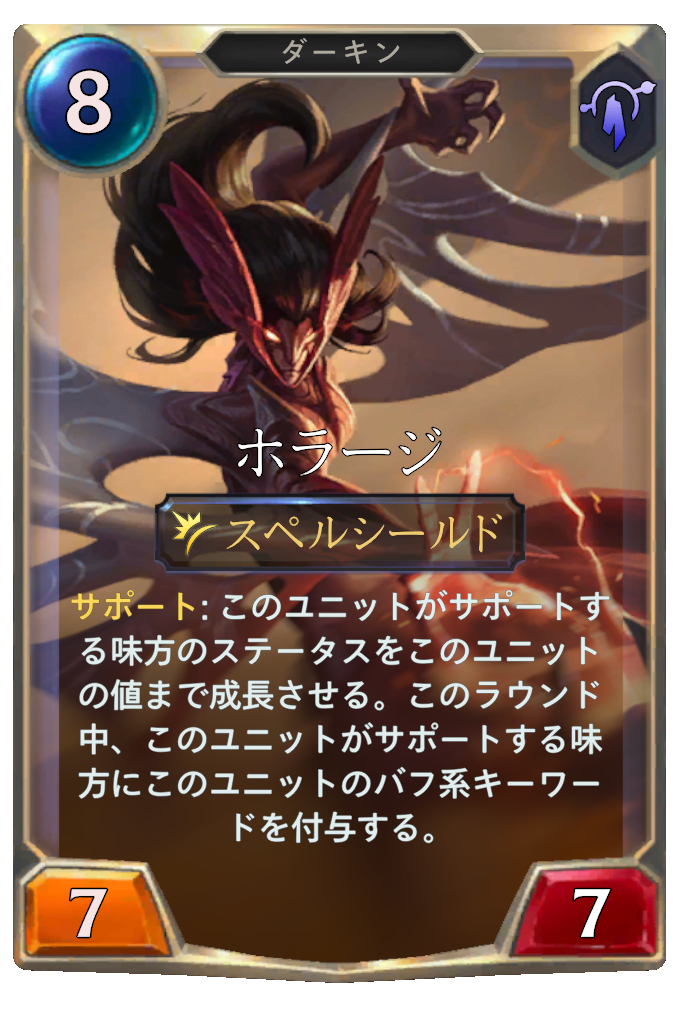 ダーキン
8
ホラージ
スペルシールド
サポート: このユニットがサポートす
る味方のステータスをこのユニット
の値まで成長させる。このラウンド
中、このユニットがサポートする味
方にこのユニットのバフ系キーワー
ドを付与する。
7
7